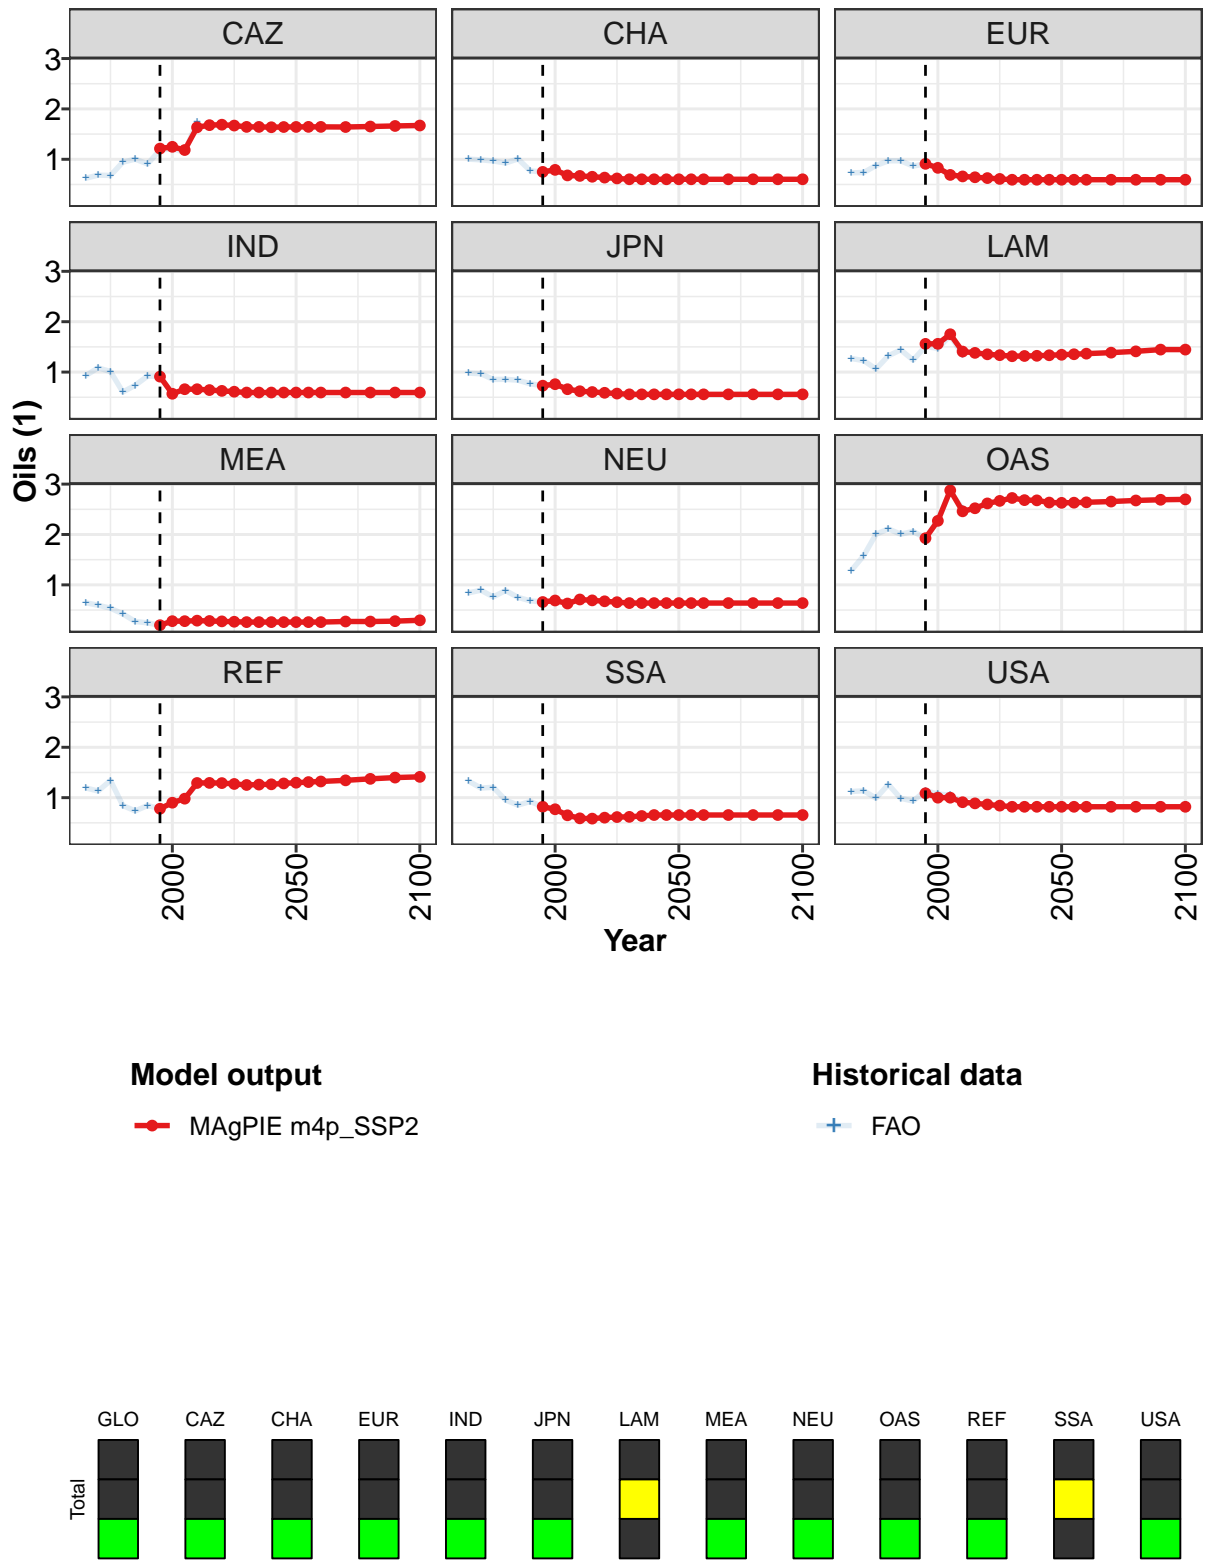 CAZ CHA EUR
3
2
1
IND JPN LAM
3
2
1
MEA NEU OAS
3
2
1
REF SSA USA
3
2
1
Oils (1)
2000 2050 2100 2000 2050 2100 2000 2050 2100
Year
Model output Historical data
MAgPIE m4p_SSP2 FAO
GLO CAZ CHA EUR IND JPN LAM MEA NEU OAS REF SSA USA
Total